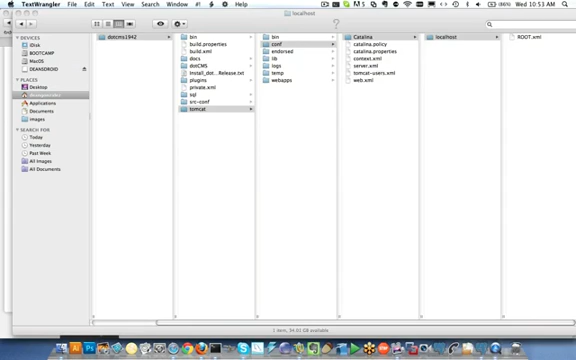 TextWrangler File Edit Text View Search Window Help
Wed 10:53 AM
localhost
DEVICES
iDisk
BOOTCAMP
MacOS
DEANSDROID
PLACES
Desktop
Applications
Documents
images
SEARCH FOR
Today
Yesterday
Past Week
All Images
All Documents
dotcms1942
bin
build.properties
build.xml
docs
dotCMS
plugins
private.xml
sql
src-conf
tomcat
bin
conf
endorsed
lib
logs
temp
webapps
Catalina
catalina.policy
context.xml
server.xml
tomcat-users.xml
web.xml
localhost
ROOT.xml
1 item, 34.01 GB available